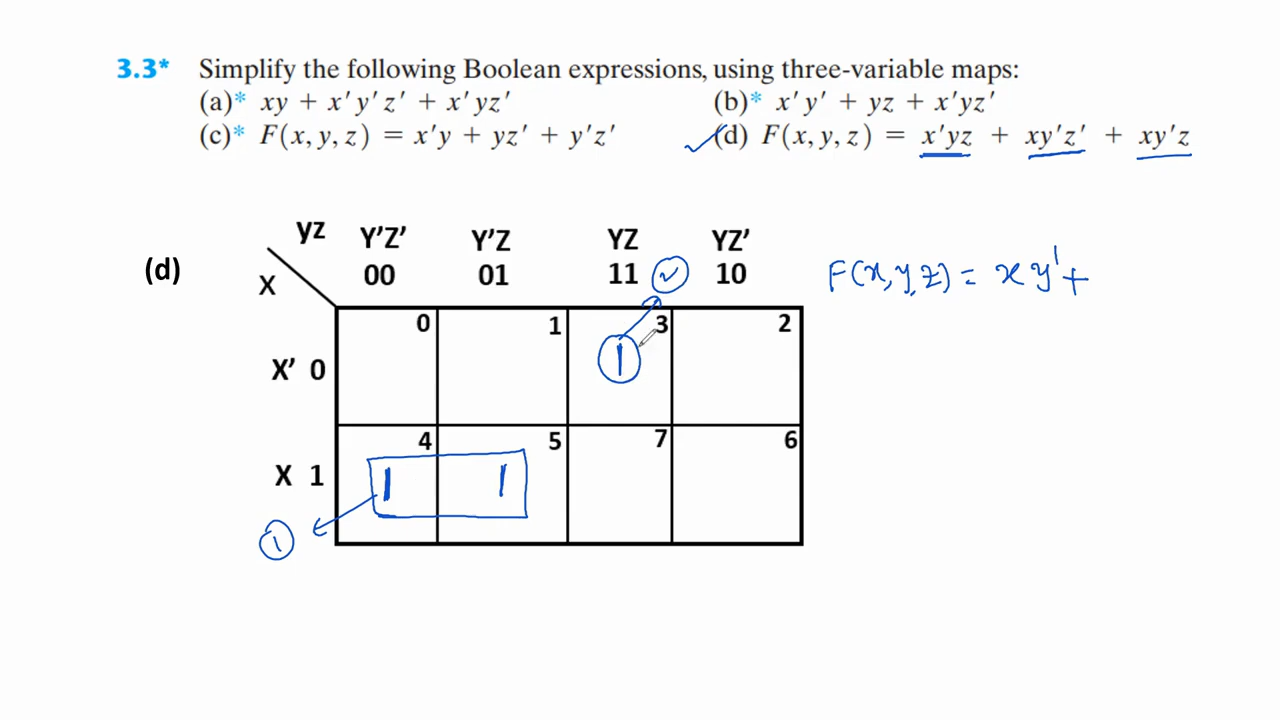 3.3* Simplify the following Boolean expressions, using three-variable maps:
(a)* xy + x'y'z' + x'yz' (b)* x'y' + yz + x'yz'
(c)* F(x, y, z) = x'y + yz' + y'z' (d) F(x, y, z) = x'yz + xy'z' + xy'z
(d) yz Y'Z' Y'Z YZ YZ'
X 00 01 11 10 F(x, y, z) = x y' +
0 1 3 2
X' 0 1
4 5 7 6
X 1 1 1
1